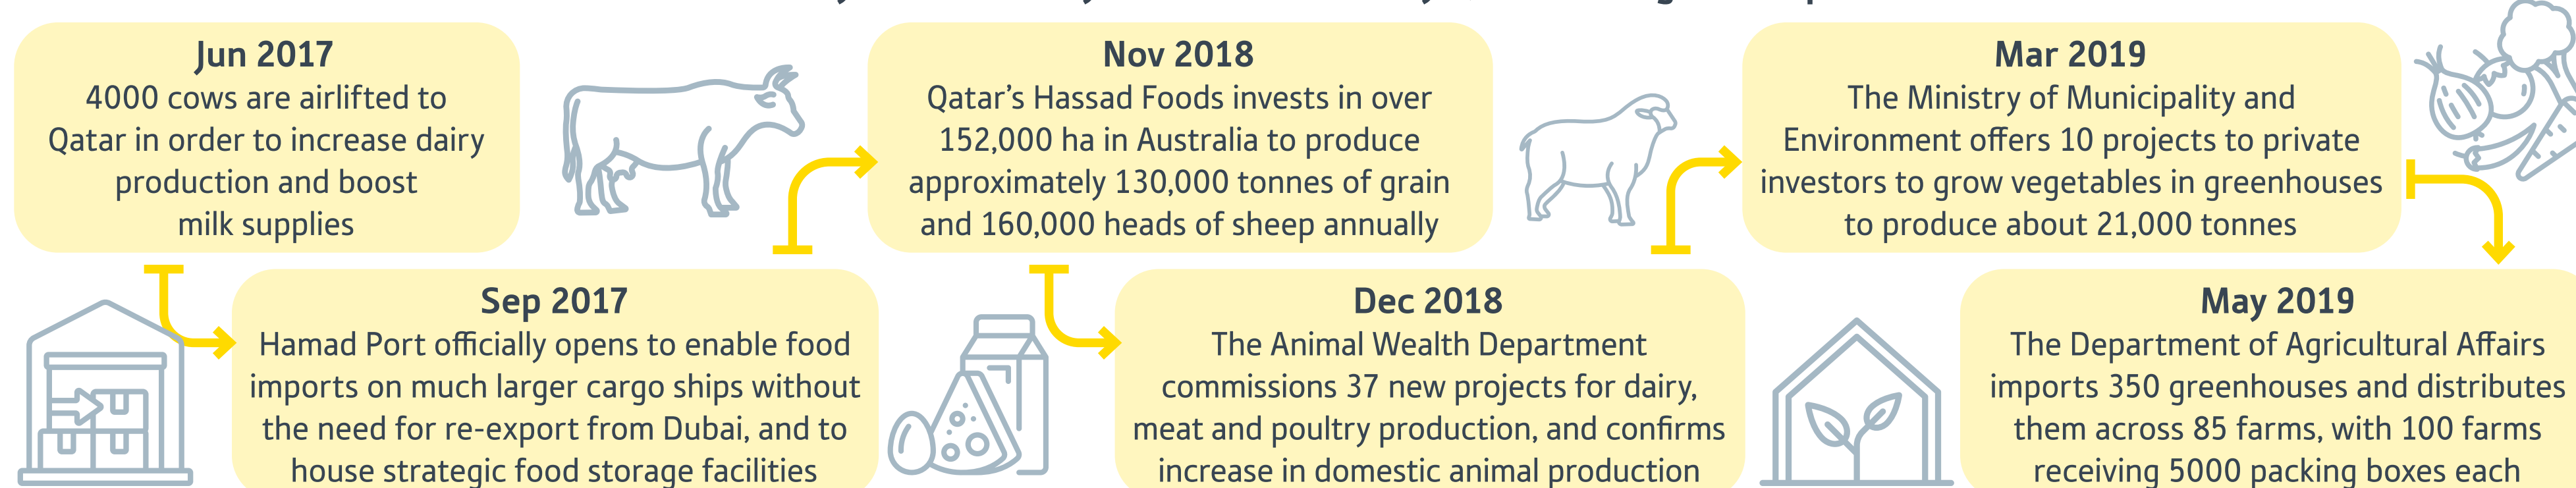 Jun 2017
4000 cows are airlifted to
Qatar in order to increase dairy
production and boost
milk supplies
Sep 2017
Hamad Port officially opens to enable food
imports on much larger cargo ships without
the need for re-export from Dubai, and to
house strategic food storage facilities
Nov 2018
Qatar’s Hassad Foods invests in over
152,000 ha in Australia to produce
approximately 130,000 tonnes of grain
and 160,000 heads of sheep annually
Dec 2018
The Animal Wealth Department
commissions 37 new projects for dairy,
meat and poultry production, and confirms
increase in domestic animal production
Mar 2019
The Ministry of Municipality and
Environment offers 10 projects to private
investors to grow vegetables in greenhouses
to produce about 21,000 tonnes
May 2019
The Department of Agricultural Affairs
imports 350 greenhouses and distributes
them across 85 farms, with 100 farms
receiving 5000 packing boxes each